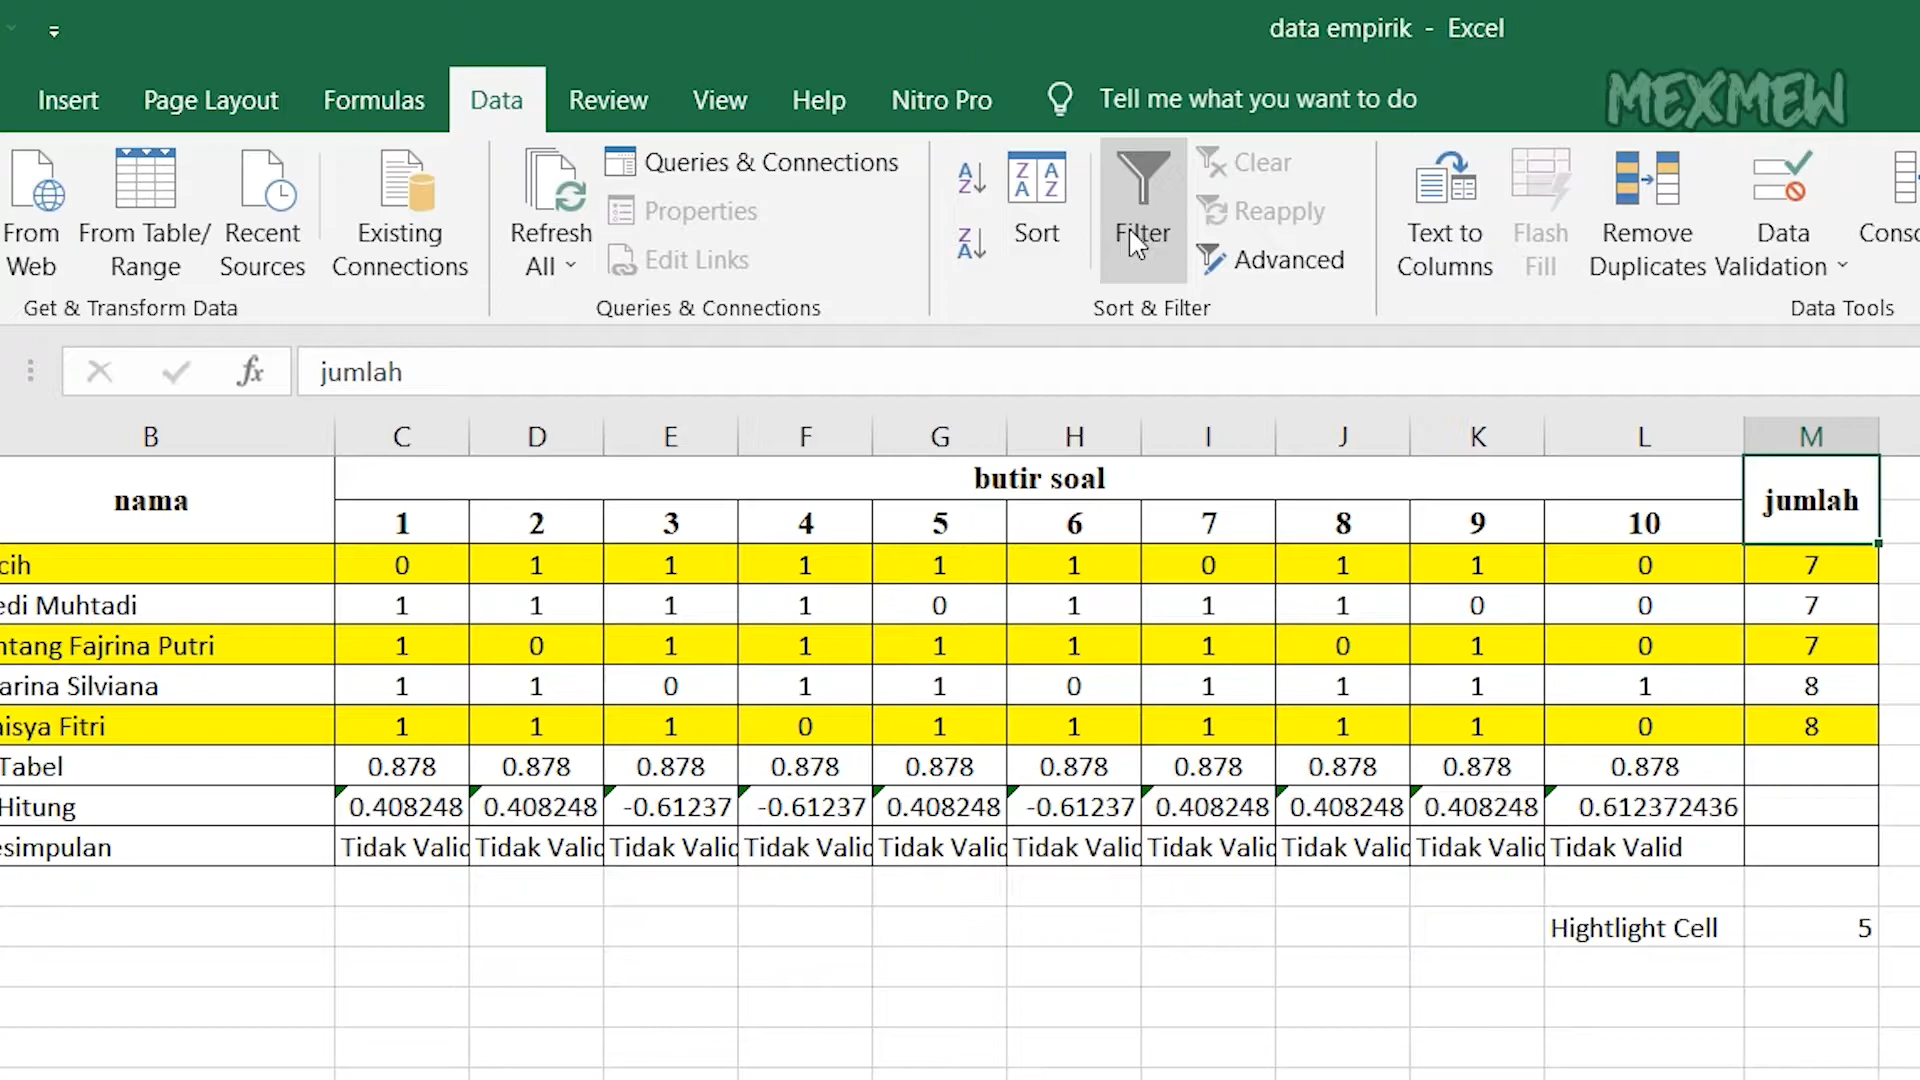 data empirik - Excel
Insert Page Layout Formulas Data Review View Help Nitro Pro Tell me what you want to do
MEXMEW
From Web
From Table/ Range
Recent Sources
Existing Connections
Get & Transform Data
Refresh All
Queries & Connections
Properties
Edit Links
Queries & Connections
Sort
Filter
Clear
Reapply
Advanced
Sort & Filter
Text to Columns
Flash Fill
Remove Duplicates
Data Validation
Data Tools
fx jumlah
B C D E F G H I J K L M
nama butir soal jumlah
1 2 3 4 5 6 7 8 9 10
cih 0 1 1 1 1 1 0 1 1 0 7
edi Muhtadi 1 1 1 1 0 1 1 1 0 0 7
ntang Fajrina Putri 1 0 1 1 1 1 1 0 1 0 7
arina Silviana 1 1 0 1 1 0 1 1 1 1 8
aisya Fitri 1 1 1 0 1 1 1 1 1 0 8
Tabel 0.878 0.878 0.878 0.878 0.878 0.878 0.878 0.878 0.878 0.878
Hitung 0.408248 0.408248 -0.61237 -0.61237 0.408248 -0.61237 0.408248 0.408248 0.408248 0.612372436
esimpulan Tidak Valid Tidak Valid Tidak Valid Tidak Valid Tidak Valid Tidak Valid Tidak Valid Tidak Valid Tidak Valid Tidak Valid
Hightlight Cell 5